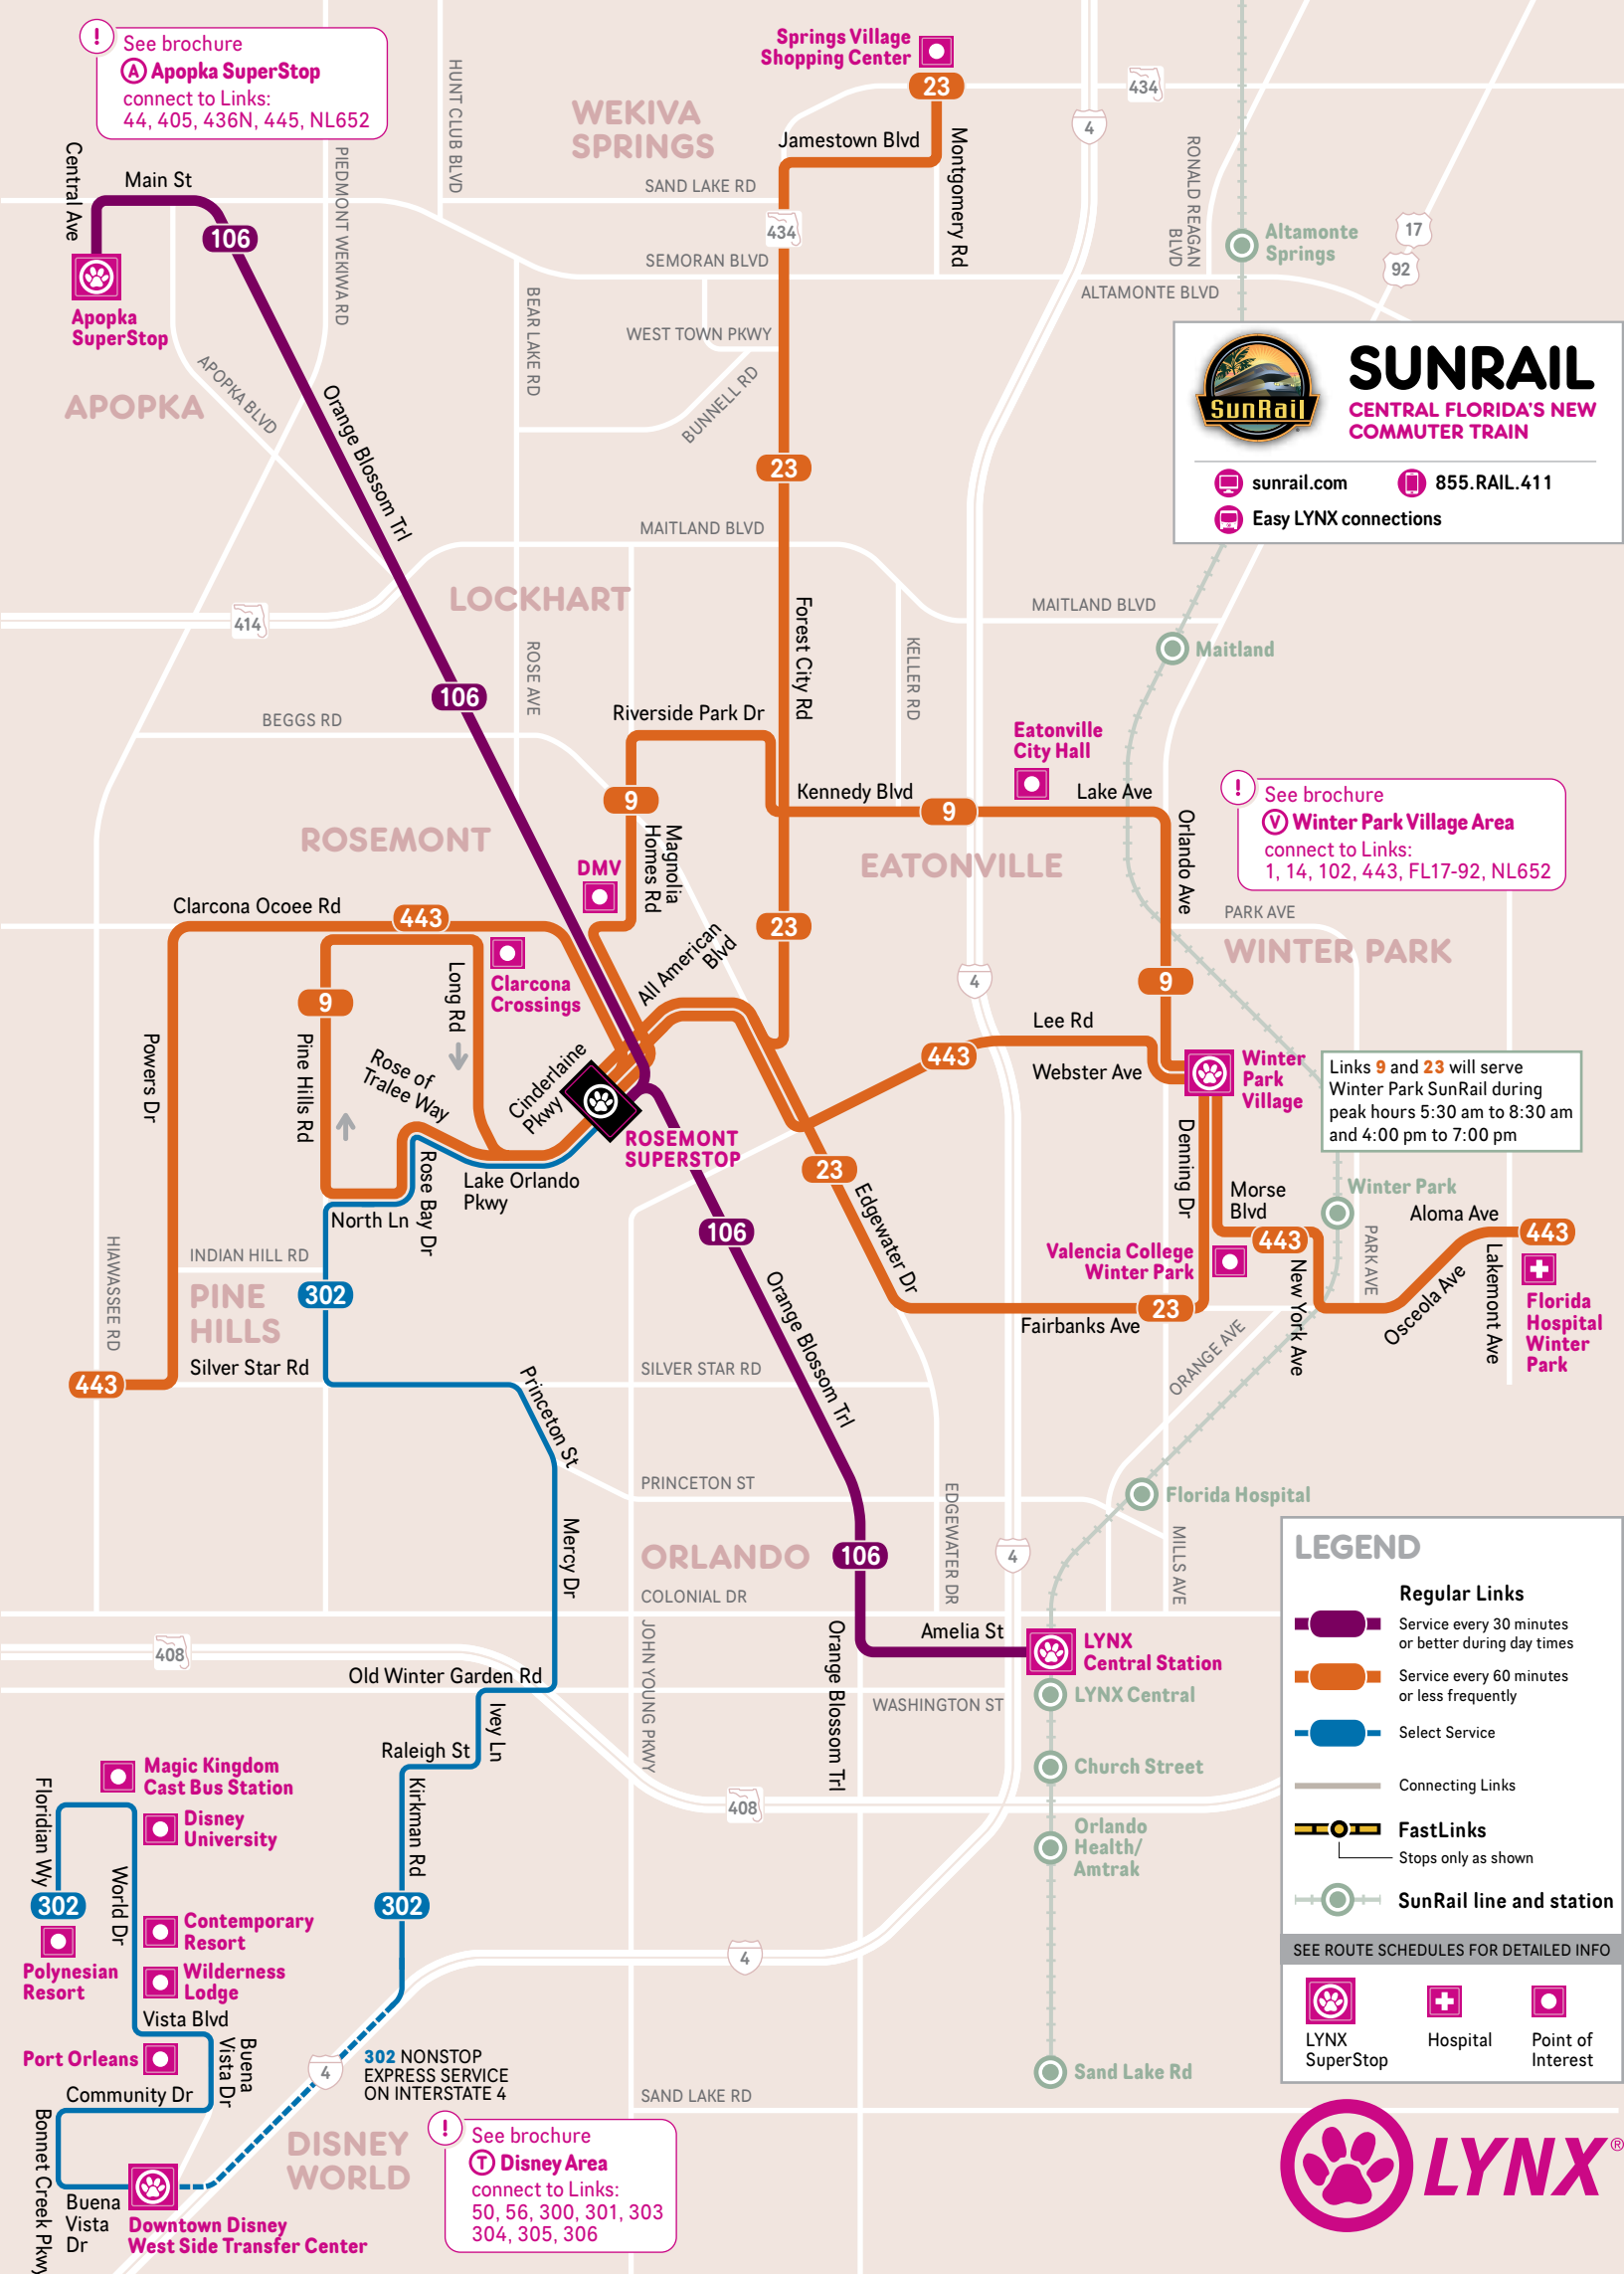 !
See brochure
A Apopka SuperStop
connect to Links:
44, 405, 436N, 445, NL652
Springs Village
Shopping Center
23
434
4
HUNT CLUB BLVD
WEKIVA
SPRINGS
Jamestown Blvd
Montgomery Rd
RONALD REAGAN
BLVD
Central Ave
Main St
PIEDMONT WEKIWA RD
SAND LAKE RD
106
434
17
92
Altamonte
Springs
SEMORAN BLVD
ALTAMONTE BLVD
Apopka
SuperStop
BEAR LAKE RD
WEST TOWN PKWY
BUNNELL RD
APOPKA BLVD
APOPKA
Orange Blossom Trl
SunRail
SUNRAIL
CENTRAL FLORIDA'S NEW
COMMUTER TRAIN
sunrail.com
855.RAIL.411
Easy LYNX connections
23
MAITLAND BLVD
LOCKHART
414
MAITLAND BLVD
Forest City Rd
ROSE AVE
KELLER RD
Maitland
106
BEGGS RD
Riverside Park Dr
Eatonville
City Hall
9
Kennedy Blvd
9
Lake Ave
Orlando Ave
!
See brochure
V Winter Park Village Area
connect to Links:
1, 14, 102, 443, FL17-92, NL652
ROSEMONT
Magnolia
Homes Rd
EATONVILLE
DMV
Clarcona Ocoee Rd
443
23
PARK AVE
WINTER PARK
All American
Blvd
Clarcona
Crossings
Long Rd
9
4
9
Powers Dr
Pine Hills Rd
Rose of
Tralee Way
Cinderlaine
Pkwy
Lee Rd
443
Webster Ave
Winter
Park
Village
Links 9 and 23 will serve
Winter Park SunRail during
peak hours 5:30 am to 8:30 am
and 4:00 pm to 7:00 pm
ROSEMONT
SUPERSTOP
23
Denning Dr
Lake Orlando
Pkwy
Rose Bay Dr
North Ln
Edgewater Dr
Morse
Blvd
Winter Park
Aloma Ave
443
443
106
HIAWASSEE RD
INDIAN HILL RD
PINE
HILLS
302
Orange Blossom Trl
Valencia College
Winter Park
New York Ave
PARK AVE
Osceola Ave
Lakemont Ave
Florida
Hospital
Winter
Park
23
Fairbanks Ave
ORANGE AVE
443
Silver Star Rd
SILVER STAR RD
Princeton St
PRINCETON ST
EDGEWATER DR
Florida Hospital
MILLS AVE
Mercy Dr
ORLANDO
106
4
COLONIAL DR
408
JOHN YOUNG PKWY
Orange Blossom Trl
Amelia St
LYNX
Central Station
Old Winter Garden Rd
WASHINGTON ST
LYNX Central
Ivey Ln
Raleigh St
Church Street
408
Orlando
Health/
Amtrak
Kirkman Rd
Magic Kingdom
Cast Bus Station
Floridian Wy
Disney
University
World Dr
302
302
Contemporary
Resort
Polynesian
Resort
Wilderness
Lodge
4
Vista Blvd
Buena
Vista Dr
Port Orleans
4
302 NONSTOP
EXPRESS SERVICE
ON INTERSTATE 4
Sand Lake Rd
SAND LAKE RD
Community Dr
Bonnet Creek Pkwy
DISNEY
WORLD
Buena
Vista
Dr
Downtown Disney
West Side Transfer Center
!
See brochure
T Disney Area
connect to Links:
50, 56, 300, 301, 303
304, 305, 306
LEGEND
Regular Links
Service every 30 minutes
or better during day times
Service every 60 minutes
or less frequently
Select Service
Connecting Links
FastLinks
Stops only as shown
SunRail line and station
SEE ROUTE SCHEDULES FOR DETAILED INFO
LYNX
SuperStop
Hospital
Point of
Interest
LYNX®